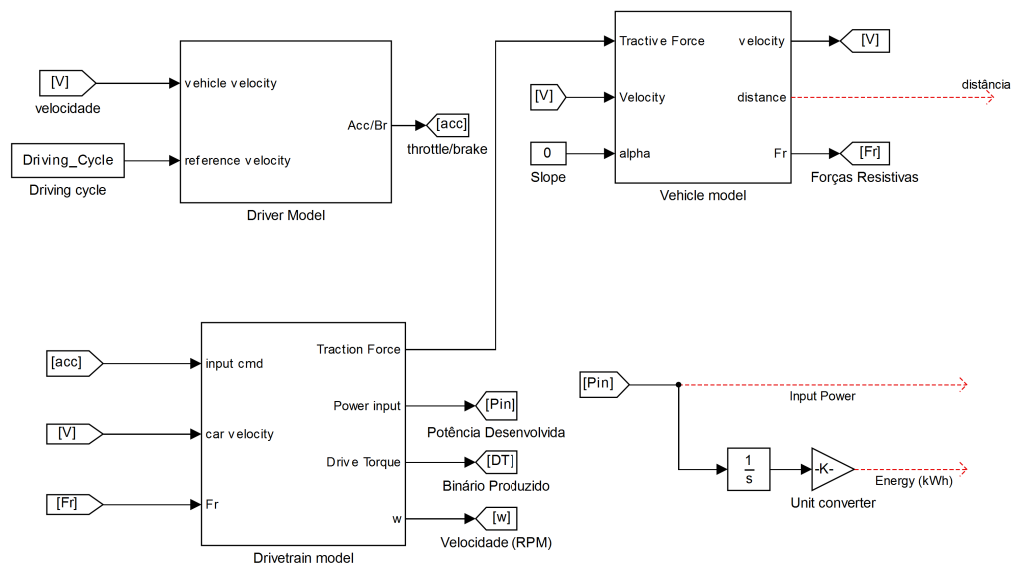 [V]
velocidade
Driving_Cycle
Driving cycle
vehicle velocity
reference velocity
Acc/Br
Driver Model
[acc]
throttle/brake
[V]
0
Slope
Tractive Force
Velocity
alpha
velocity
distance
Fr
Vehicle model
[V]
distância
[Fr]
Forças Resistivas
[acc]
[V]
[Fr]
input cmd
car velocity
Fr
Traction Force
Power input
Drive Torque
w
Drivetrain model
[Pin]
Potência Desenvolvida
[DT]
Binário Produzido
[w]
Velocidade (RPM)
[Pin]
Input Power
1
s
-K-
Unit converter
Energy (kWh)